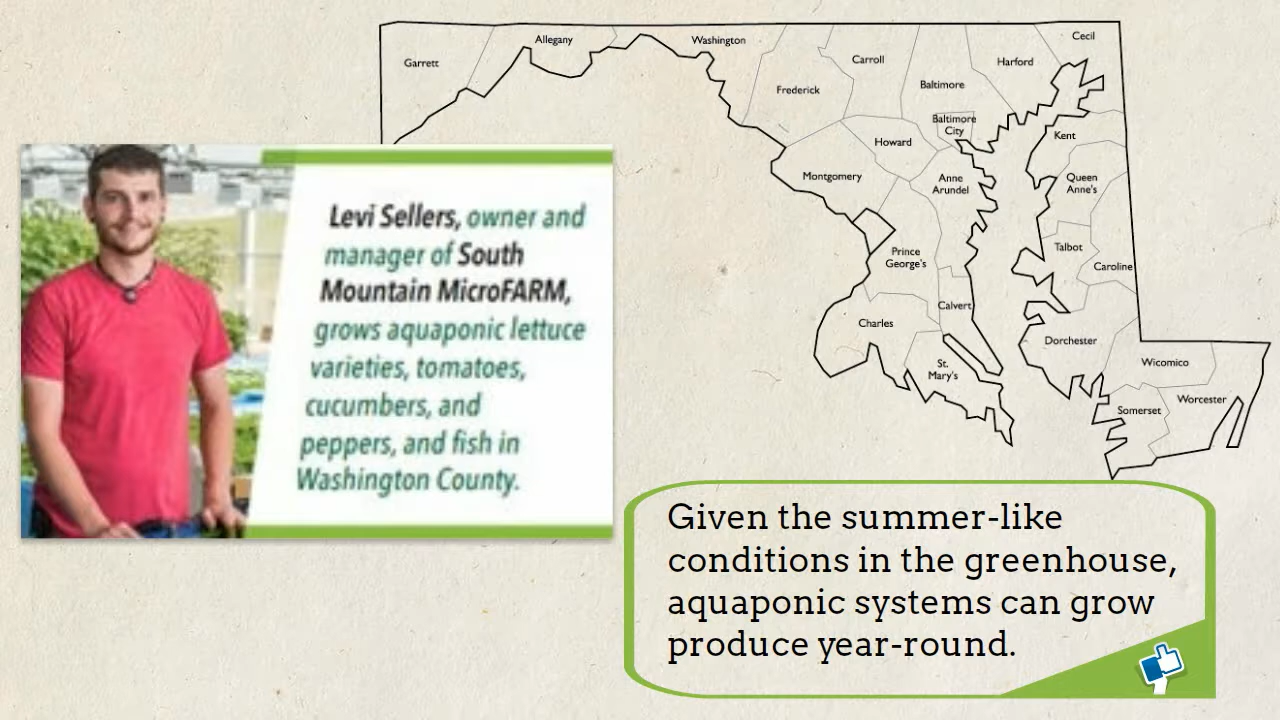 Garrett
Allegany
Washington
Frederick
Carroll
Baltimore
Harford
Cecil
Baltimore
City
Howard
Montgomery
Anne
Arundel
Kent
Queen
Anne's
Talbot
Caroline
Prince
George's
Calvert
Charles
St.
Mary's
Dorchester
Wicomico
Worcester
Somerset
Levi Sellers, owner and
manager of South
Mountain MicroFARM,
grows aquaponic lettuce
varieties, tomatoes,
cucumbers, and
peppers, and fish in
Washington County.
Given the summer-like
conditions in the greenhouse,
aquaponic systems can grow
produce year-round.